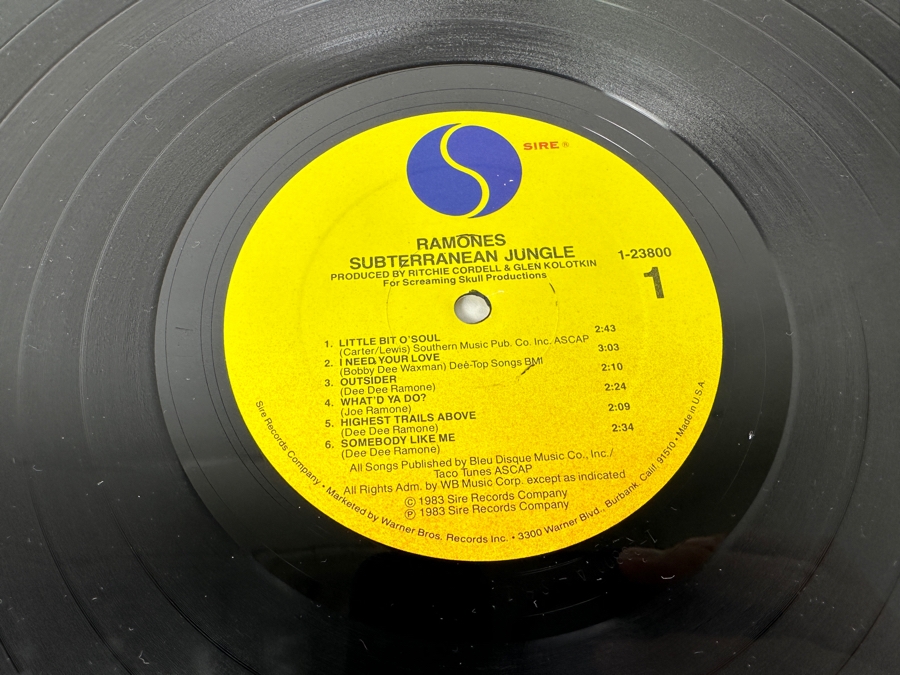 SIRE ®
RAMONES
SUBTERRANEAN JUNGLE
PRODUCED BY RITCHIE CORDELL & GLEN KOLOTKIN
For Screaming Skull Productions
1-23800
1
1. LITTLE BIT O'SOUL 2:43
(Carter/Lewis) Southern Music Pub. Co. Inc. ASCAP
2. I NEED YOUR LOVE 3:03
(Bobby Dee Waxman) Dee-Top Songs BMI
3. OUTSIDER 2:10
(Dee Dee Ramone)
4. WHAT'D YA DO? 2:24
(Joe Ramone)
5. HIGHEST TRAILS ABOVE 2:09
(Dee Dee Ramone)
6. SOMEBODY LIKE ME 2:34
(Dee Dee Ramone)
All Songs Published by Bleu Disque Music Co., Inc./
Taco Tunes ASCAP
All Rights Adm. by WB Music Corp. except as indicated
© 1983 Sire Records Company
℗ 1983 Sire Records Company
Sire Records Company • Marketed by Warner Bros. Records Inc. • 3300 Warner Blvd., Burbank, Calif. 91510 • Made in U.S.A.